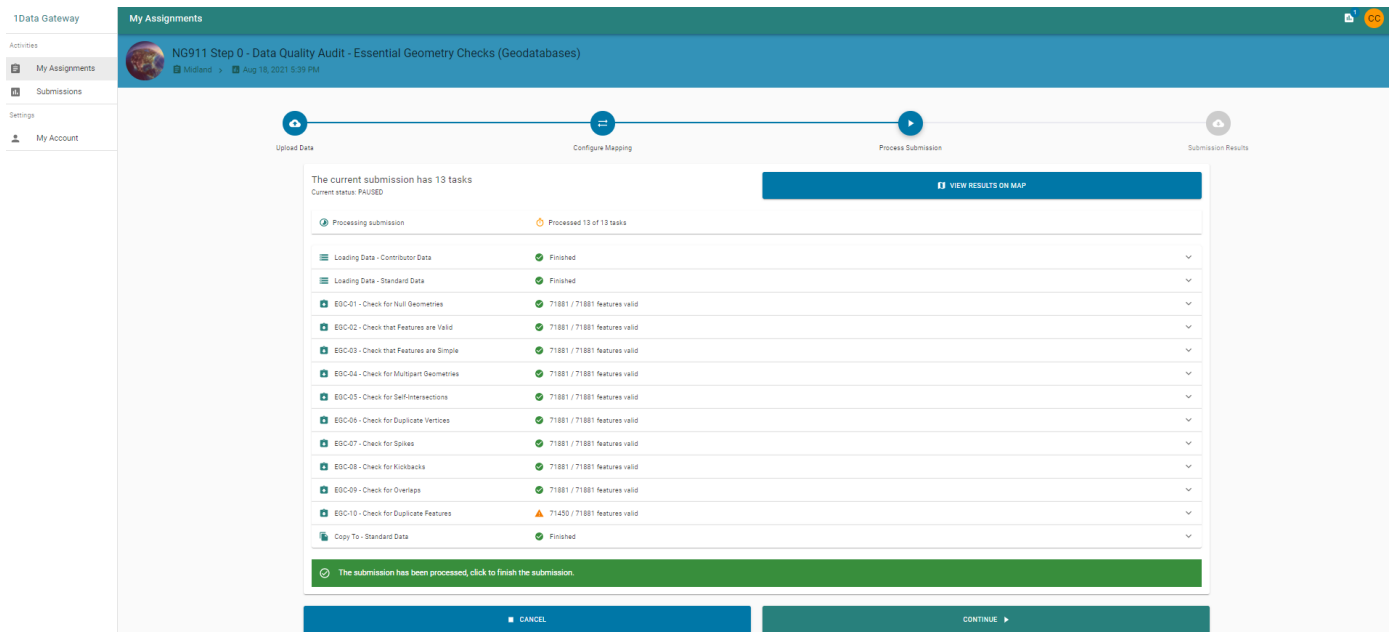 1Data Gateway
My Assignments
1
CC
Activities
My Assignments
Submissions
Settings
My Account
NG911 Step 0 - Data Quality Audit - Essential Geometry Checks (Geodatabases)
Midland > Aug 18, 2021 5:39 PM
Upload Data
Configure Mapping
Process Submission
Submission Results
The current submission has 13 tasks
Current status: PAUSED
VIEW RESULTS ON MAP
Processing submission Processed 13 of 13 tasks
Loading Data - Contributor Data Finished
Loading Data - Standard Data Finished
EGC-01 - Check for Null Geometries 71881 / 71881 features valid
EGC-02 - Check that Features are Valid 71881 / 71881 features valid
EGC-03 - Check that Features are Simple 71881 / 71881 features valid
EGC-04 - Check for Multipart Geometries 71881 / 71881 features valid
EGC-05 - Check for Self-Intersections 71881 / 71881 features valid
EGC-06 - Check for Duplicate Vertices 71881 / 71881 features valid
EGC-07 - Check for Spikes 71881 / 71881 features valid
EGC-08 - Check for Kickbacks 71881 / 71881 features valid
EGC-09 - Check for Overlaps 71881 / 71881 features valid
EGC-10 - Check for Duplicate Features 71450 / 71881 features valid
Copy To - Standard Data Finished
The submission has been processed, click to finish the submission.
CANCEL
CONTINUE